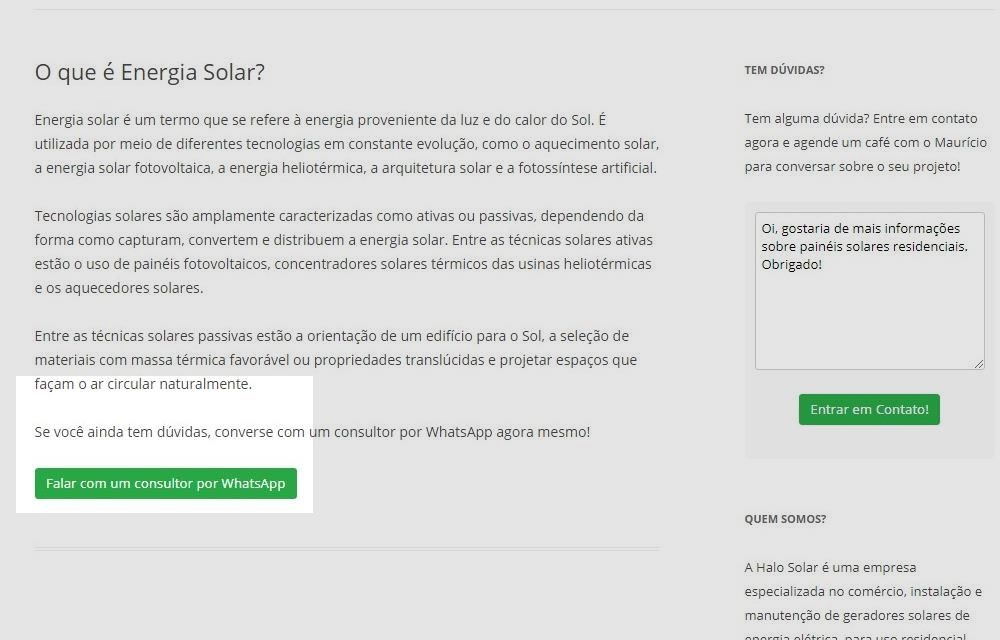 O que é Energia Solar?
Energia solar é um termo que se refere à energia proveniente da luz e do calor do Sol. É
utilizada por meio de diferentes tecnologias em constante evolução, como o aquecimento solar,
a energia solar fotovoltaica, a energia heliotérmica, a arquitetura solar e a fotossíntese artificial.
Tecnologias solares são amplamente caracterizadas como ativas ou passivas, dependendo da
forma como capturam, convertem e distribuem a energia solar. Entre as técnicas solares ativas
estão o uso de painéis fotovoltaicos, concentradores solares térmicos das usinas heliotérmicas
e os aquecedores solares.
Entre as técnicas solares passivas estão a orientação de um edifício para o Sol, a seleção de
materiais com massa térmica favorável ou propriedades translúcidas e projetar espaços que
façam o ar circular naturalmente.
Se você ainda tem dúvidas, converse com um consultor por WhatsApp agora mesmo!
Falar com um consultor por WhatsApp
TEM DÚVIDAS?
Tem alguma dúvida? Entre em contato
agora e agende um café com o Maurício
para conversar sobre o seu projeto!
Oi, gostaria de mais informações
sobre painéis solares residenciais.
Obrigado!
Entrar em Contato!
QUEM SOMOS?
A Halo Solar é uma empresa
especializada no comércio, instalação e
manutenção de geradores solares de
energia elétrica, para uso residencial